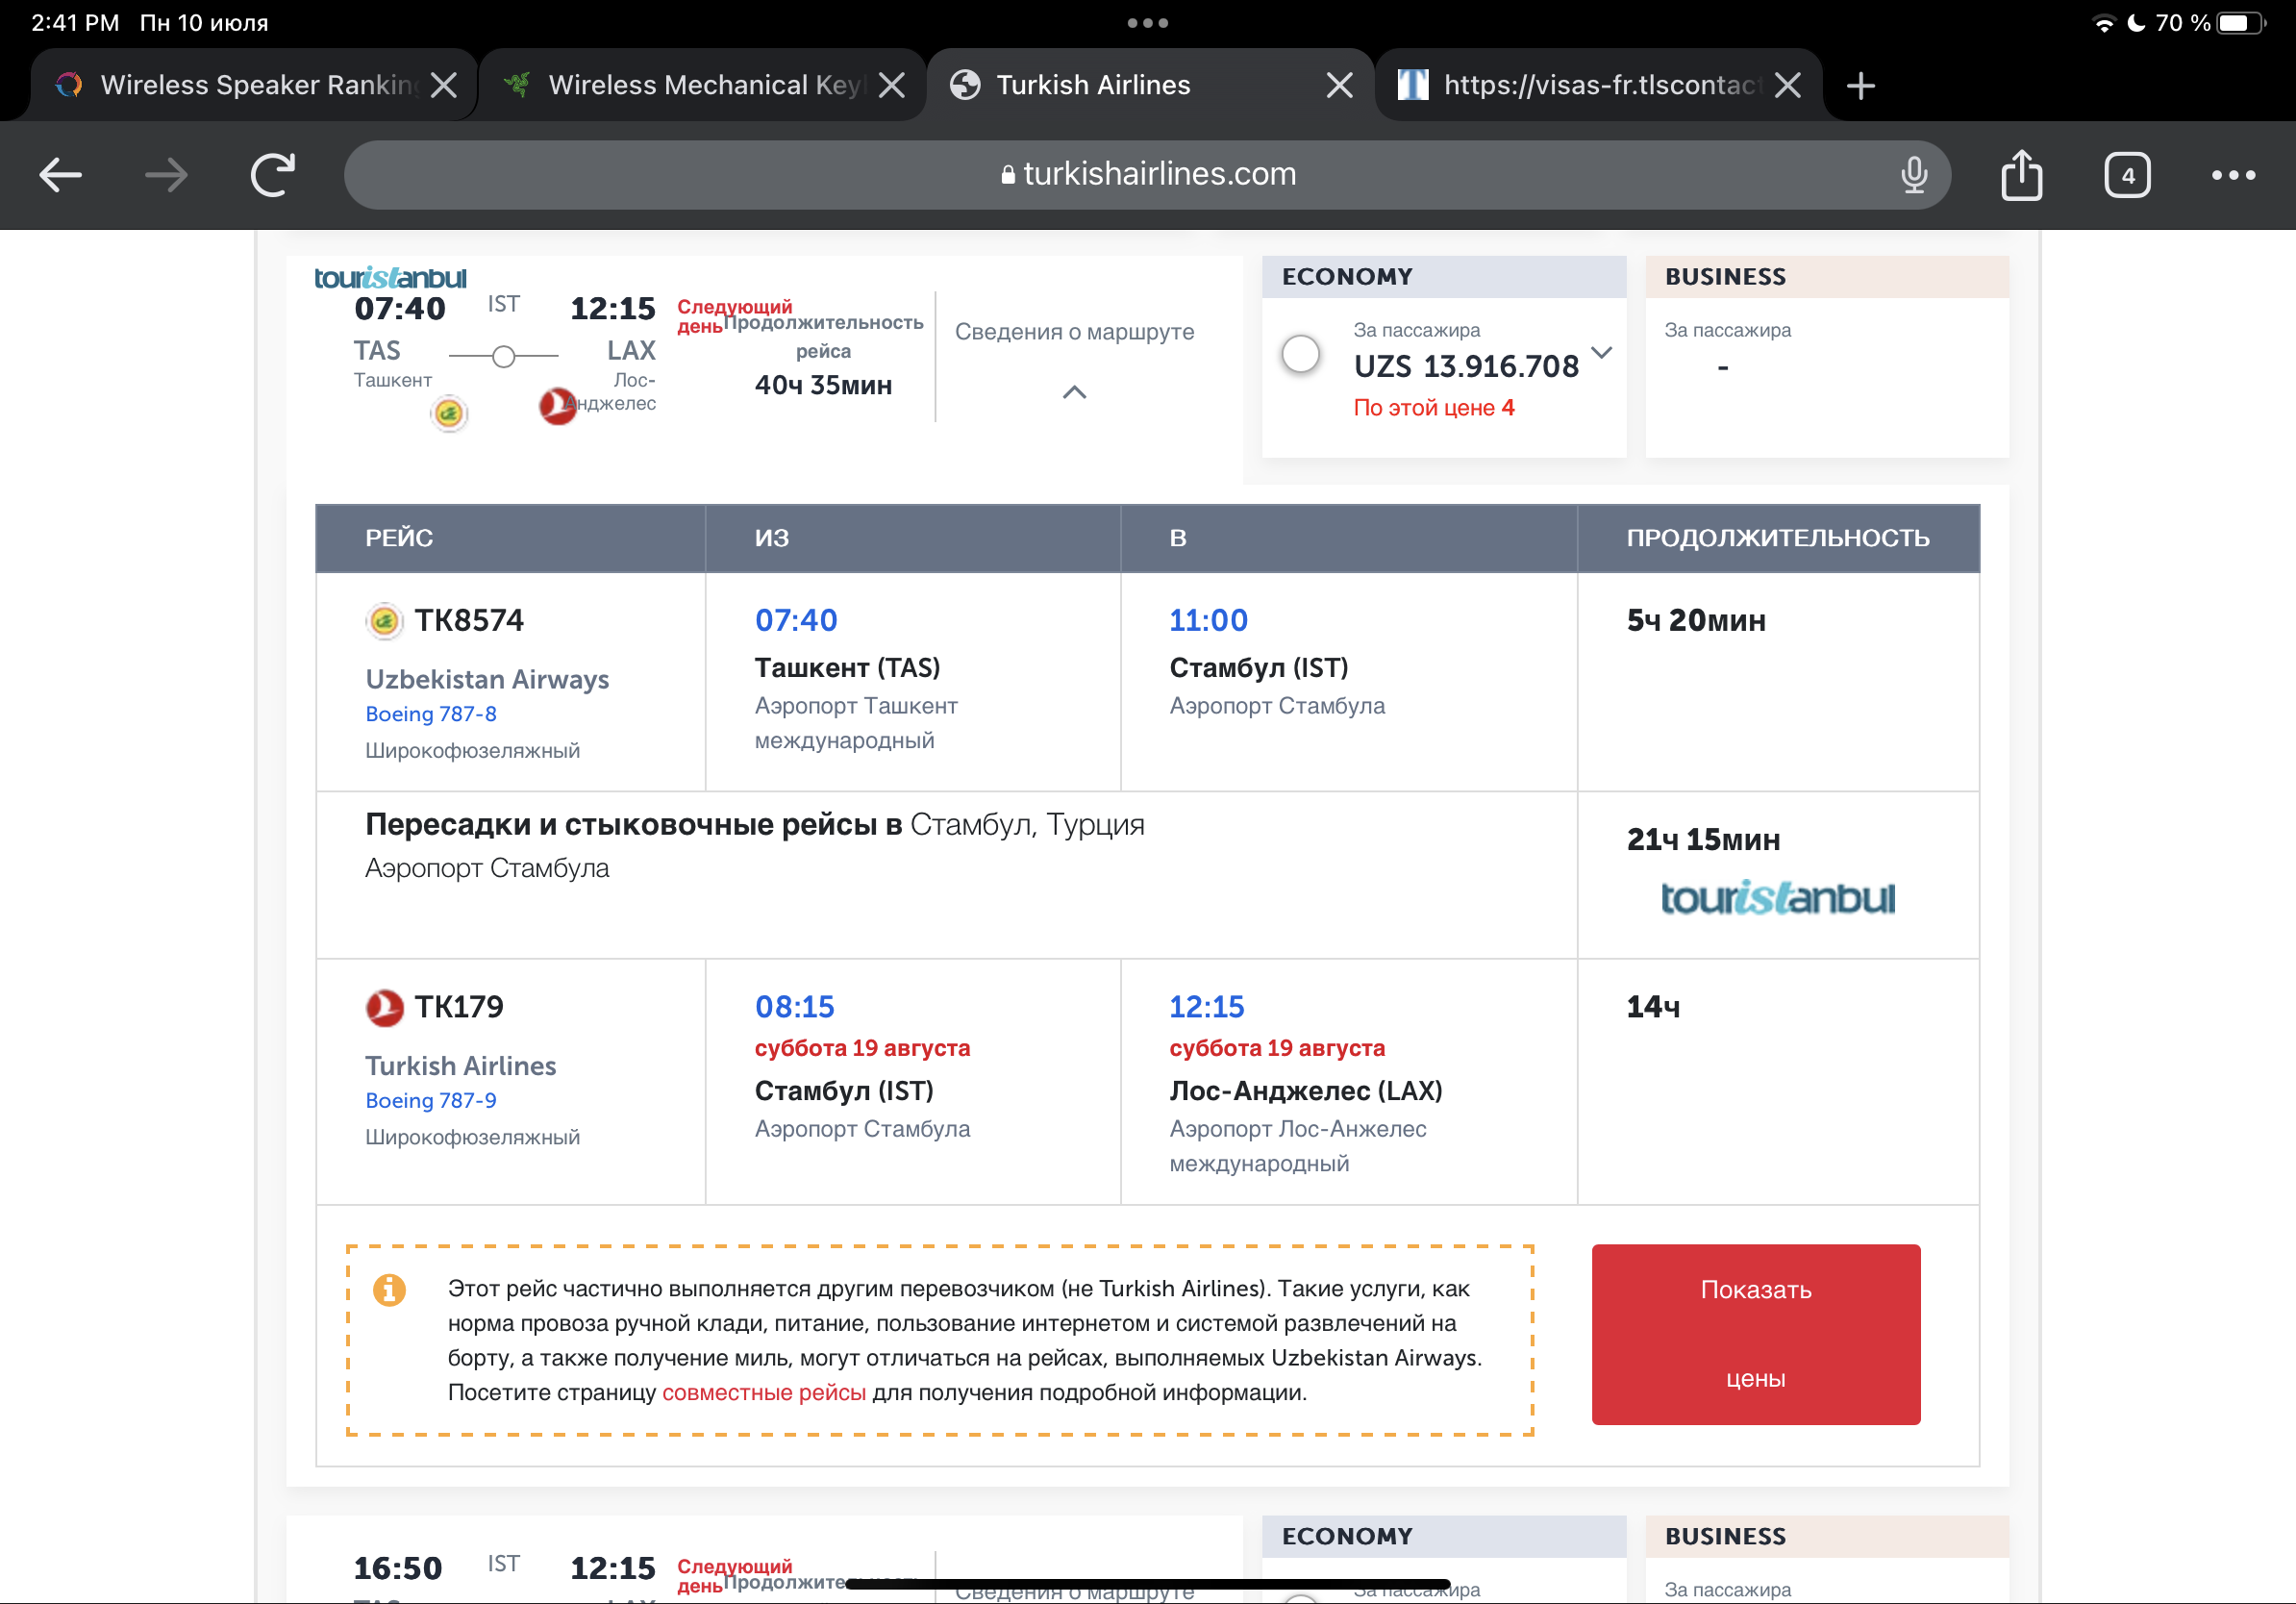 2:41 PM Пн 10 июля
70 %
Wireless Speaker Ranking
Wireless Mechanical Key
Turkish Airlines
https://visas-fr.tlscontac
turkishairlines.com
4
touristanbul
07:40 IST 12:15 Следующий день
TAS LAX
Ташкент Лос-Анджелес
Продолжительность рейса
40ч 35мин
Сведения о маршруте
ECONOMY
За пассажира
UZS 13.916.708
По этой цене 4
BUSINESS
За пассажира
-
РЕЙС ИЗ В ПРОДОЛЖИТЕЛЬНОСТЬ
TK8574
Uzbekistan Airways
Boeing 787-8
Широкофюзеляжный
07:40
Ташкент (TAS)
Аэропорт Ташкент
международный
11:00
Стамбул (IST)
Аэропорт Стамбула
5ч 20мин
Пересадки и стыковочные рейсы в Стамбул, Турция
Аэропорт Стамбула
21ч 15мин
touristanbul
TK179
Turkish Airlines
Boeing 787-9
Широкофюзеляжный
08:15
суббота 19 августа
Стамбул (IST)
Аэропорт Стамбула
12:15
суббота 19 августа
Лос-Анджелес (LAX)
Аэропорт Лос-Анжелес
международный
14ч
Этот рейс частично выполняется другим перевозчиком (не Turkish Airlines). Такие услуги, как
норма провоза ручной клади, питание, пользование интернетом и системой развлечений на
борту, а также получение миль, могут отличаться на рейсах, выполняемых Uzbekistan Airways.
Посетите страницу совместные рейсы для получения подробной информации.
Показать
цены
16:50 IST 12:15 Следующий день
Сведения о маршруте
ECONOMY
За пассажира
BUSINESS
За пассажира